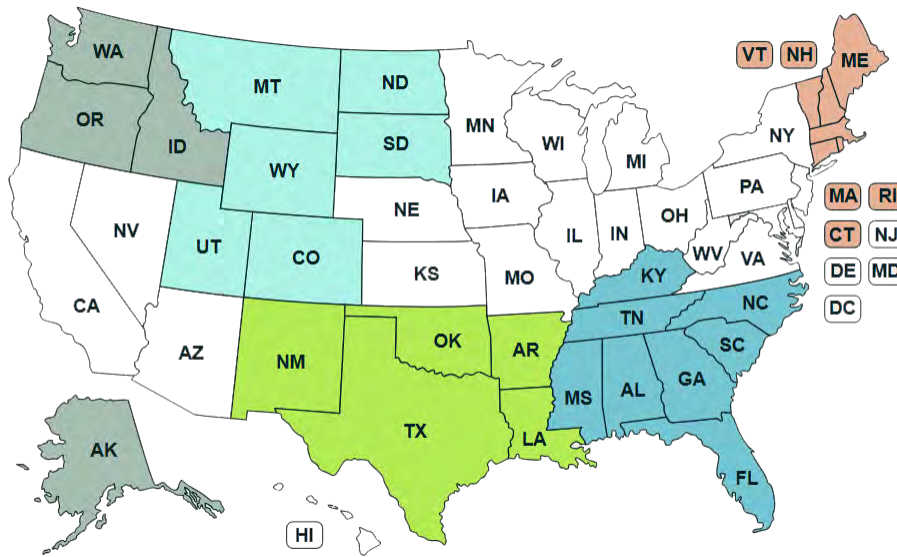 WA
MT
ND
VT NH
ME
OR
ID
SD
MN
WI
MI
NY
WY
NE
IA
PA
MA RI
NV
UT
CO
IL
IN
OH
WV
VA
CT NJ
KS
MO
KY
DE MD
CA
AZ
NM
OK
AR
TN
NC
DC
SC
MS
AL
GA
TX
LA
AK
FL
HI